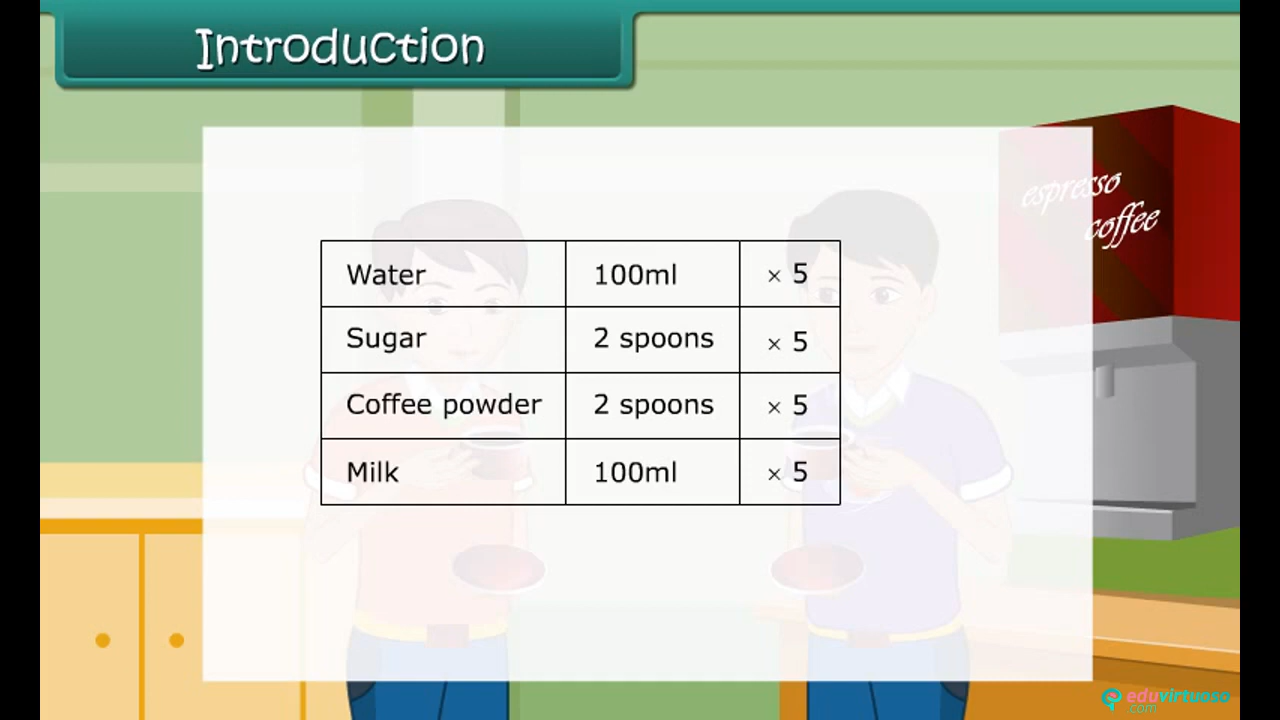 Introduction
espresso
coffee
Water 100ml × 5
Sugar 2 spoons × 5
Coffee powder 2 spoons × 5
Milk 100ml × 5
eduvirtuoso
.com